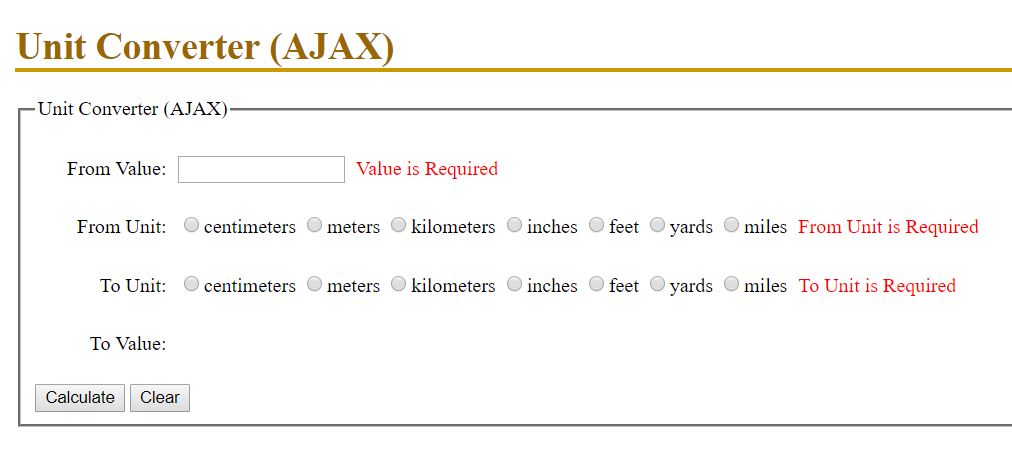 Unit Converter (AJAX)
Unit Converter (AJAX)
From Value: Value is Required
From Unit: centimeters meters kilometers inches feet yards miles From Unit is Required
To Unit: centimeters meters kilometers inches feet yards miles To Unit is Required
To Value:
Calculate Clear